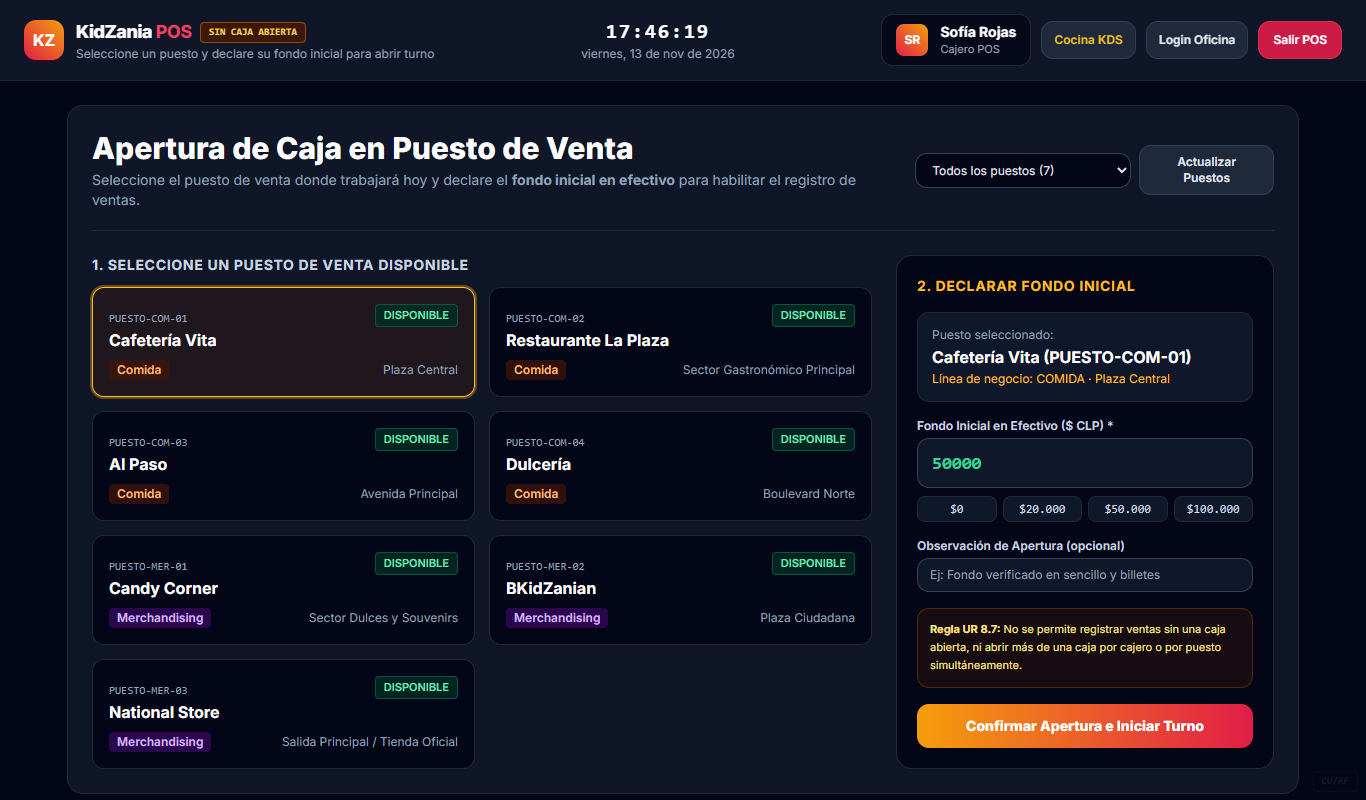 KZ
KidZania POS
SIN CAJA ABIERTA
Seleccione un puesto y declare su fondo inicial para abrir turno
17:46:19
viernes, 13 de nov de 2026
SR
Sofía Rojas
Cajero POS
Cocina KDS
Login Oficina
Salir POS
Apertura de Caja en Puesto de Venta
Seleccione el puesto de venta donde trabajará hoy y declare el fondo inicial en efectivo para habilitar el registro de
ventas.
Todos los puestos (7)
Actualizar
Puestos
1. SELECCIONE UN PUESTO DE VENTA DISPONIBLE
PUESTO-COM-01
DISPONIBLE
Cafetería Vita
Comida
Plaza Central
PUESTO-COM-02
DISPONIBLE
Restaurante La Plaza
Comida
Sector Gastronómico Principal
PUESTO-COM-03
DISPONIBLE
Al Paso
Comida
Avenida Principal
PUESTO-COM-04
DISPONIBLE
Dulcería
Comida
Boulevard Norte
PUESTO-MER-01
DISPONIBLE
Candy Corner
Merchandising
Sector Dulces y Souvenirs
PUESTO-MER-02
DISPONIBLE
BKidZanian
Merchandising
Plaza Ciudadana
PUESTO-MER-03
DISPONIBLE
National Store
Merchandising
Salida Principal / Tienda Oficial
2. DECLARAR FONDO INICIAL
Puesto seleccionado:
Cafetería Vita (PUESTO-COM-01)
Línea de negocio: COMIDA · Plaza Central
Fondo Inicial en Efectivo ($ CLP) *
50000
$0
$20.000
$50.000
$100.000
Observación de Apertura (opcional)
Ej: Fondo verificado en sencillo y billetes
Regla UR 8.7: No se permite registrar ventas sin una caja
abierta, ni abrir más de una caja por cajero o por puesto
simultáneamente.
Confirmar Apertura e Iniciar Turno
CU/RF